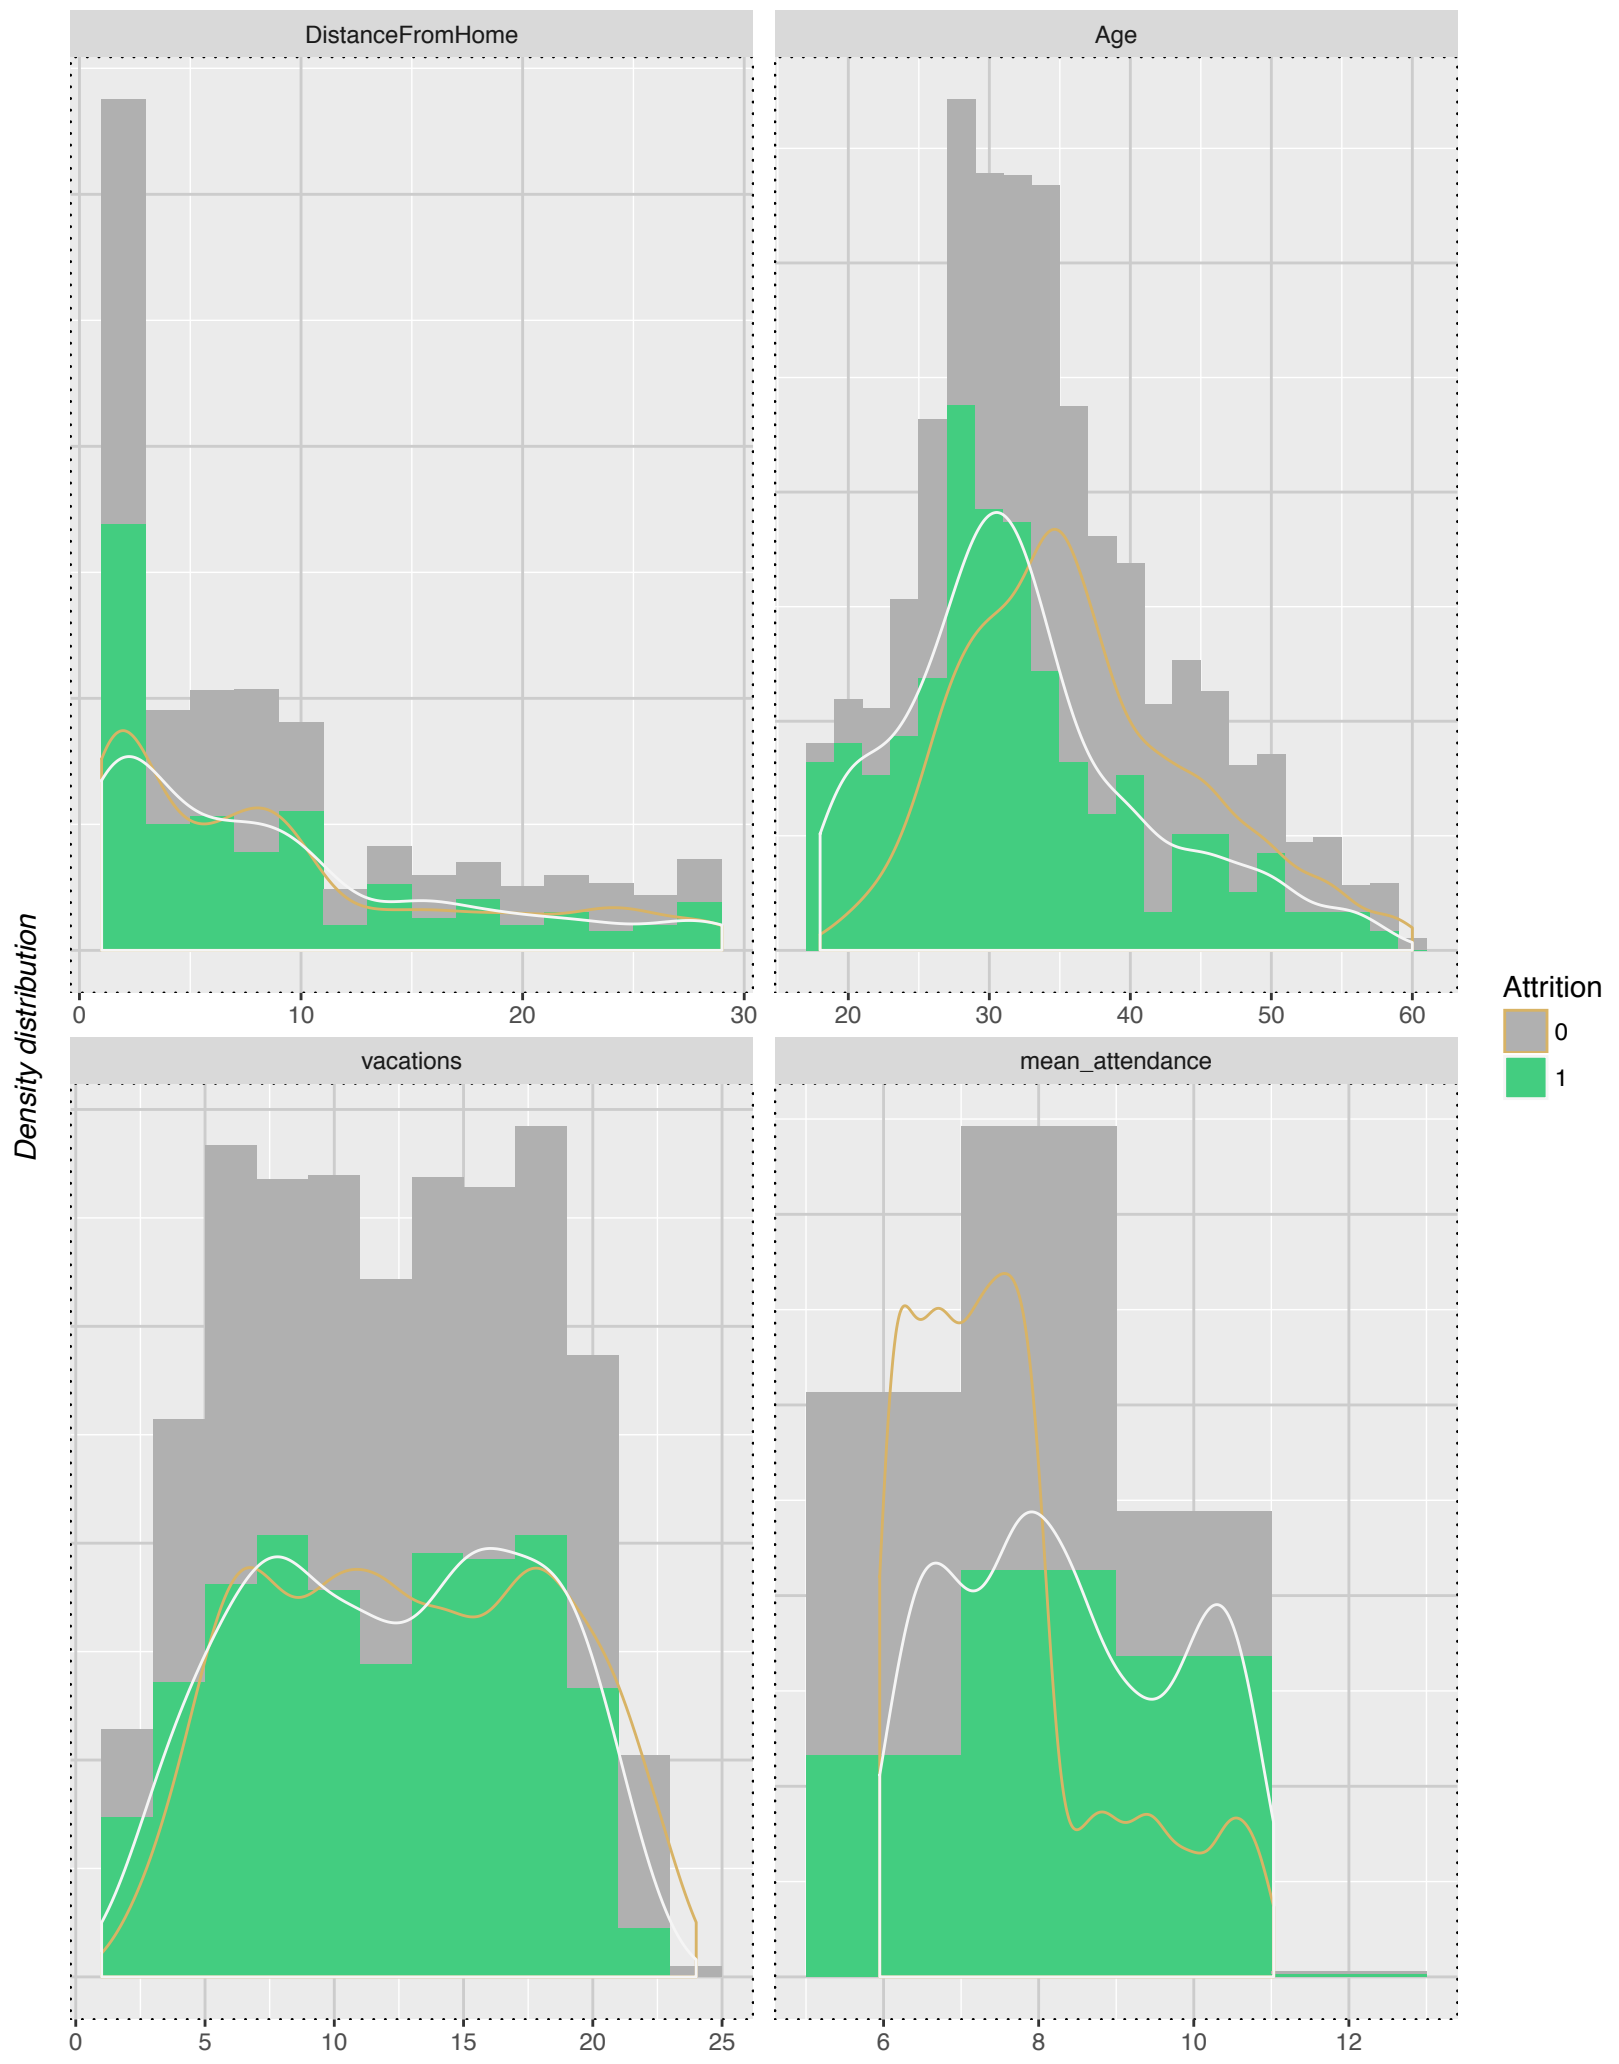 DistanceFromHome
Age
0 10 20 30
20 30 40 50 60
Density distribution
vacations
mean_attendance
0 5 10 15 20 25
6 8 10 12
Attrition
0
1